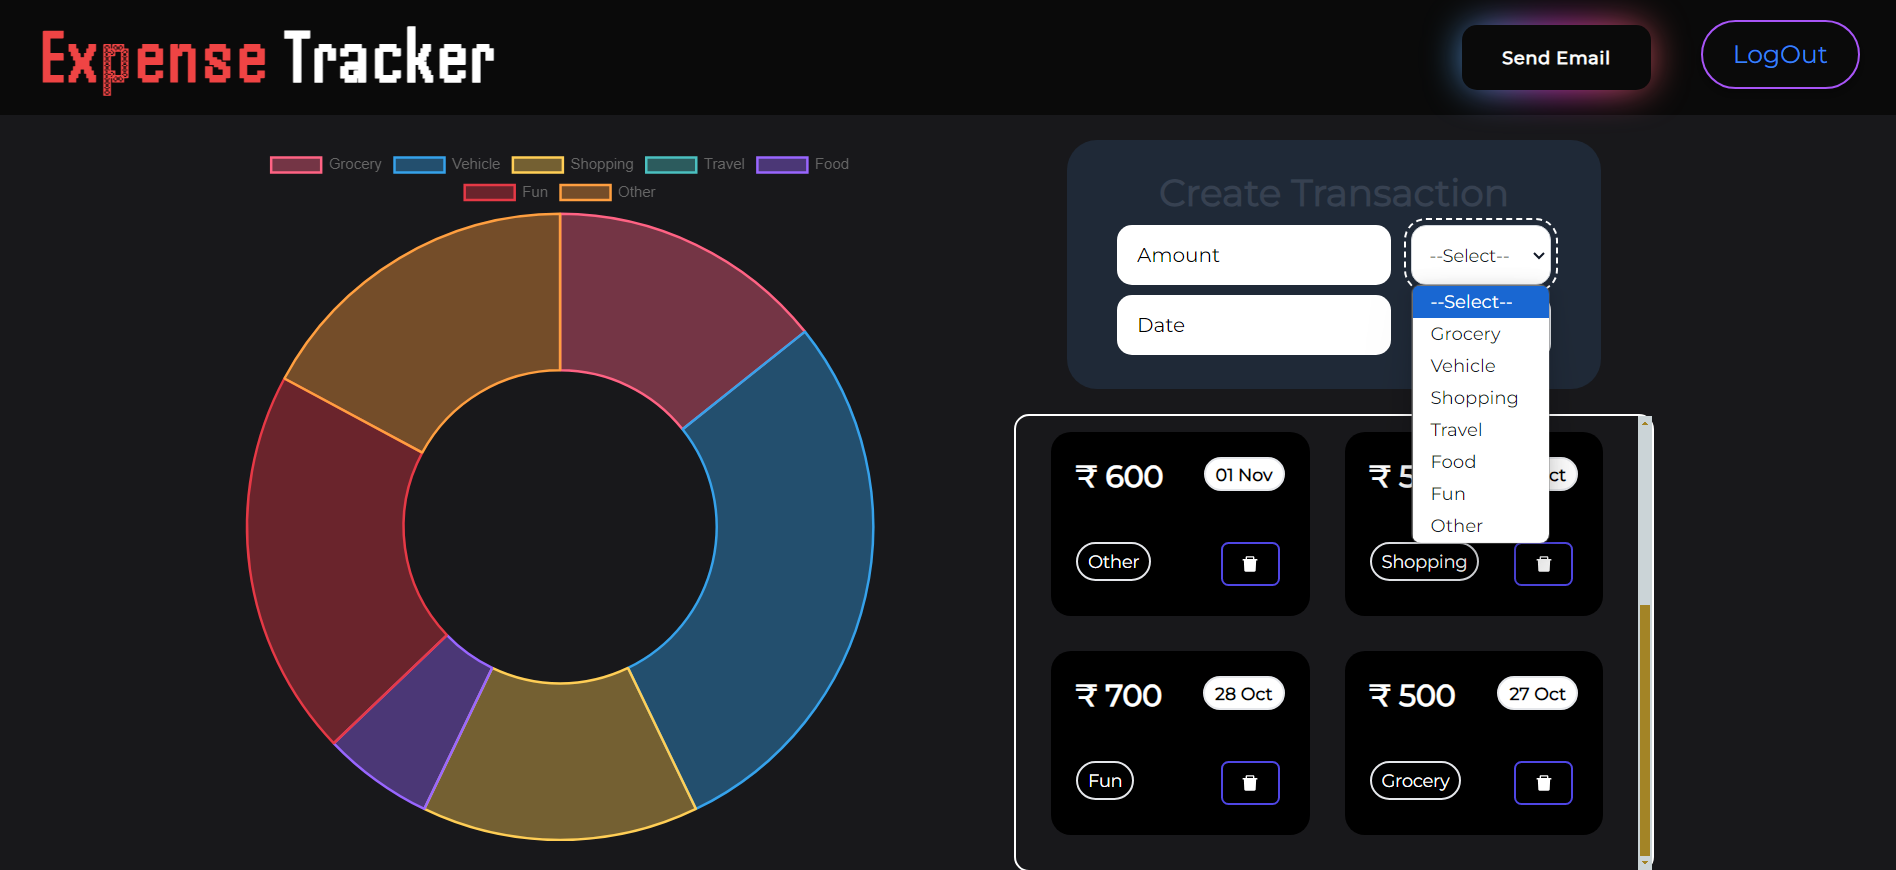 Expense Tracker
Send Email
LogOut
Grocery Vehicle Shopping Travel Food
Fun Other
Create Transaction
Amount
--Select--
Date
--Select--
Grocery
Vehicle
Shopping
Travel
Food
Fun
Other
₹ 600 01 Nov
Other
₹ 5 ct
Shopping
₹ 700 28 Oct
Fun
₹ 500 27 Oct
Grocery